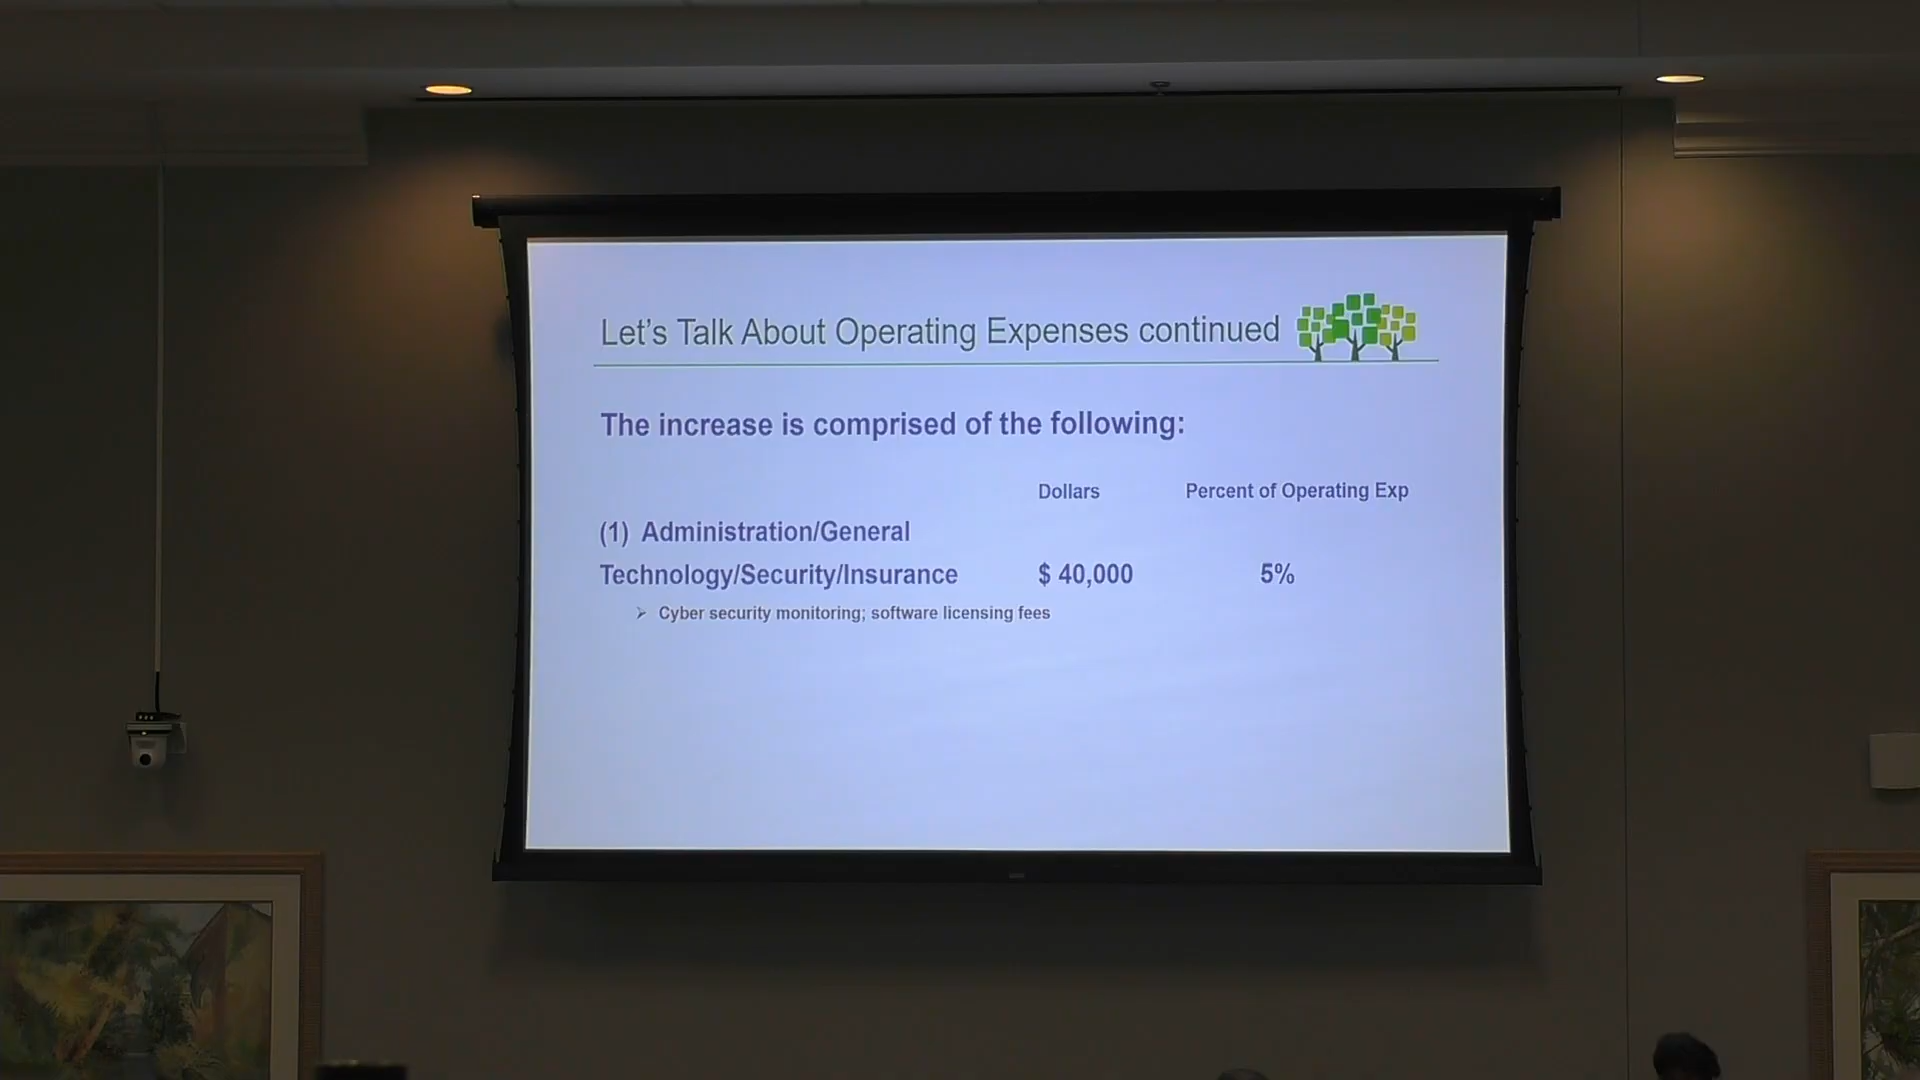 Let's Talk About Operating Expenses continued
The increase is comprised of the following:
Dollars Percent of Operating Exp
(1) Administration/General
Technology/Security/Insurance $ 40,000 5%
➢ Cyber security monitoring; software licensing fees